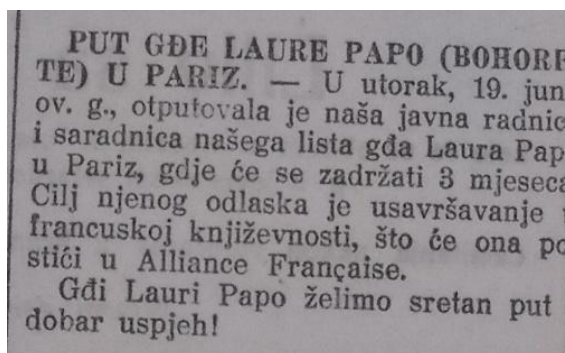 PUT GĐE LAURE PAPO (BOHORE
TE) U PARIZ. — U utorak, 19. jun
ov. g., otputovala je naša javna radnic
i saradnica našega lista gđa Laura Pap
u Pariz, gdje će se zadržati 3 mjeseca
Cilj njenog odlaska je usavršavanje
francuskoj književnosti, što će ona po
stići u Alliance Française.
Gđi Lauri Papo želimo sretan put
dobar uspjeh!